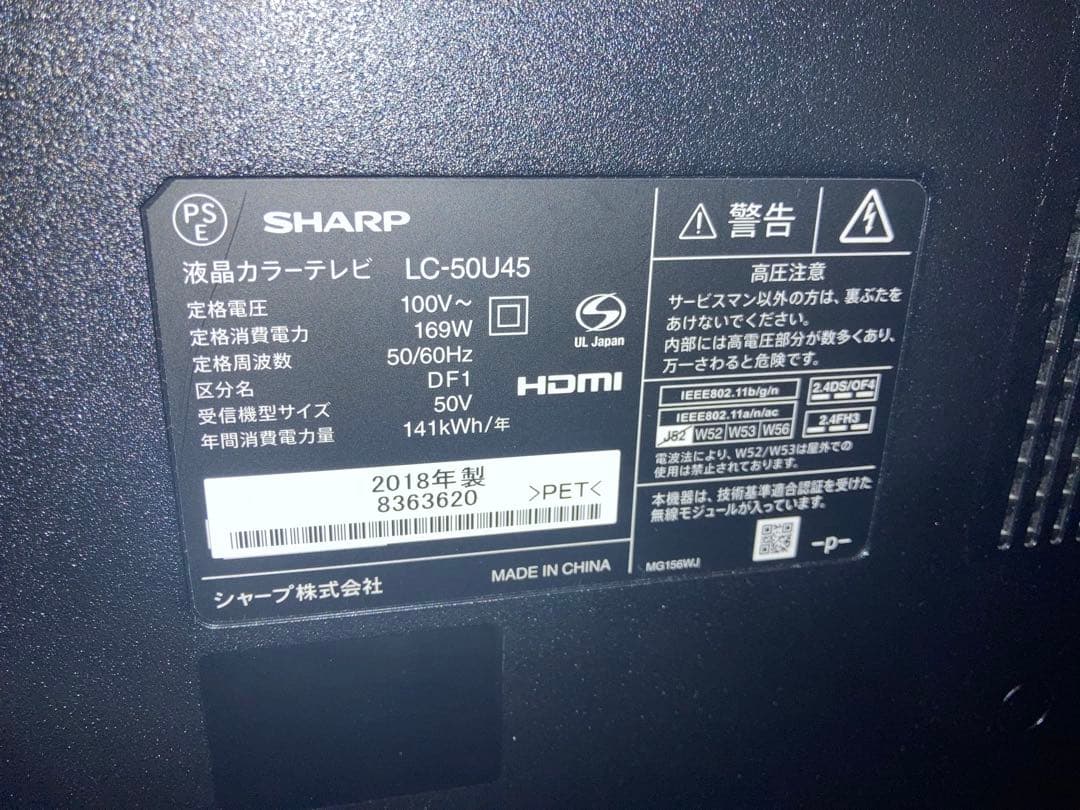 PS
E
SHARP
液晶カラーテレビ LC-50U45
定格電圧 100V～
定格消費電力 169W
定格周波数 50/60Hz
区分名 DF1
受信機型サイズ 50V
年間消費電力量 141kWh/年
UL Japan
HDMI
2018年製
8363620
>PET<
シャープ株式会社
MADE IN CHINA
警告
高圧注意
サービスマン以外の方は、裏ぶたを
あけないでください。
内部には高電圧部分が数多くあり、
万一さわると危険です。
IEEE802.11b/g/n
2.4DS/OF4
IEEE802.11a/n/ac
J52 W52 W53 W56
2.4FH3
電波法により、W52/W53は屋外での
使用は禁止されております。
本機器は、技術基準適合認証を受けた
無線モジュールが入っています。
MG156WJ
-p-